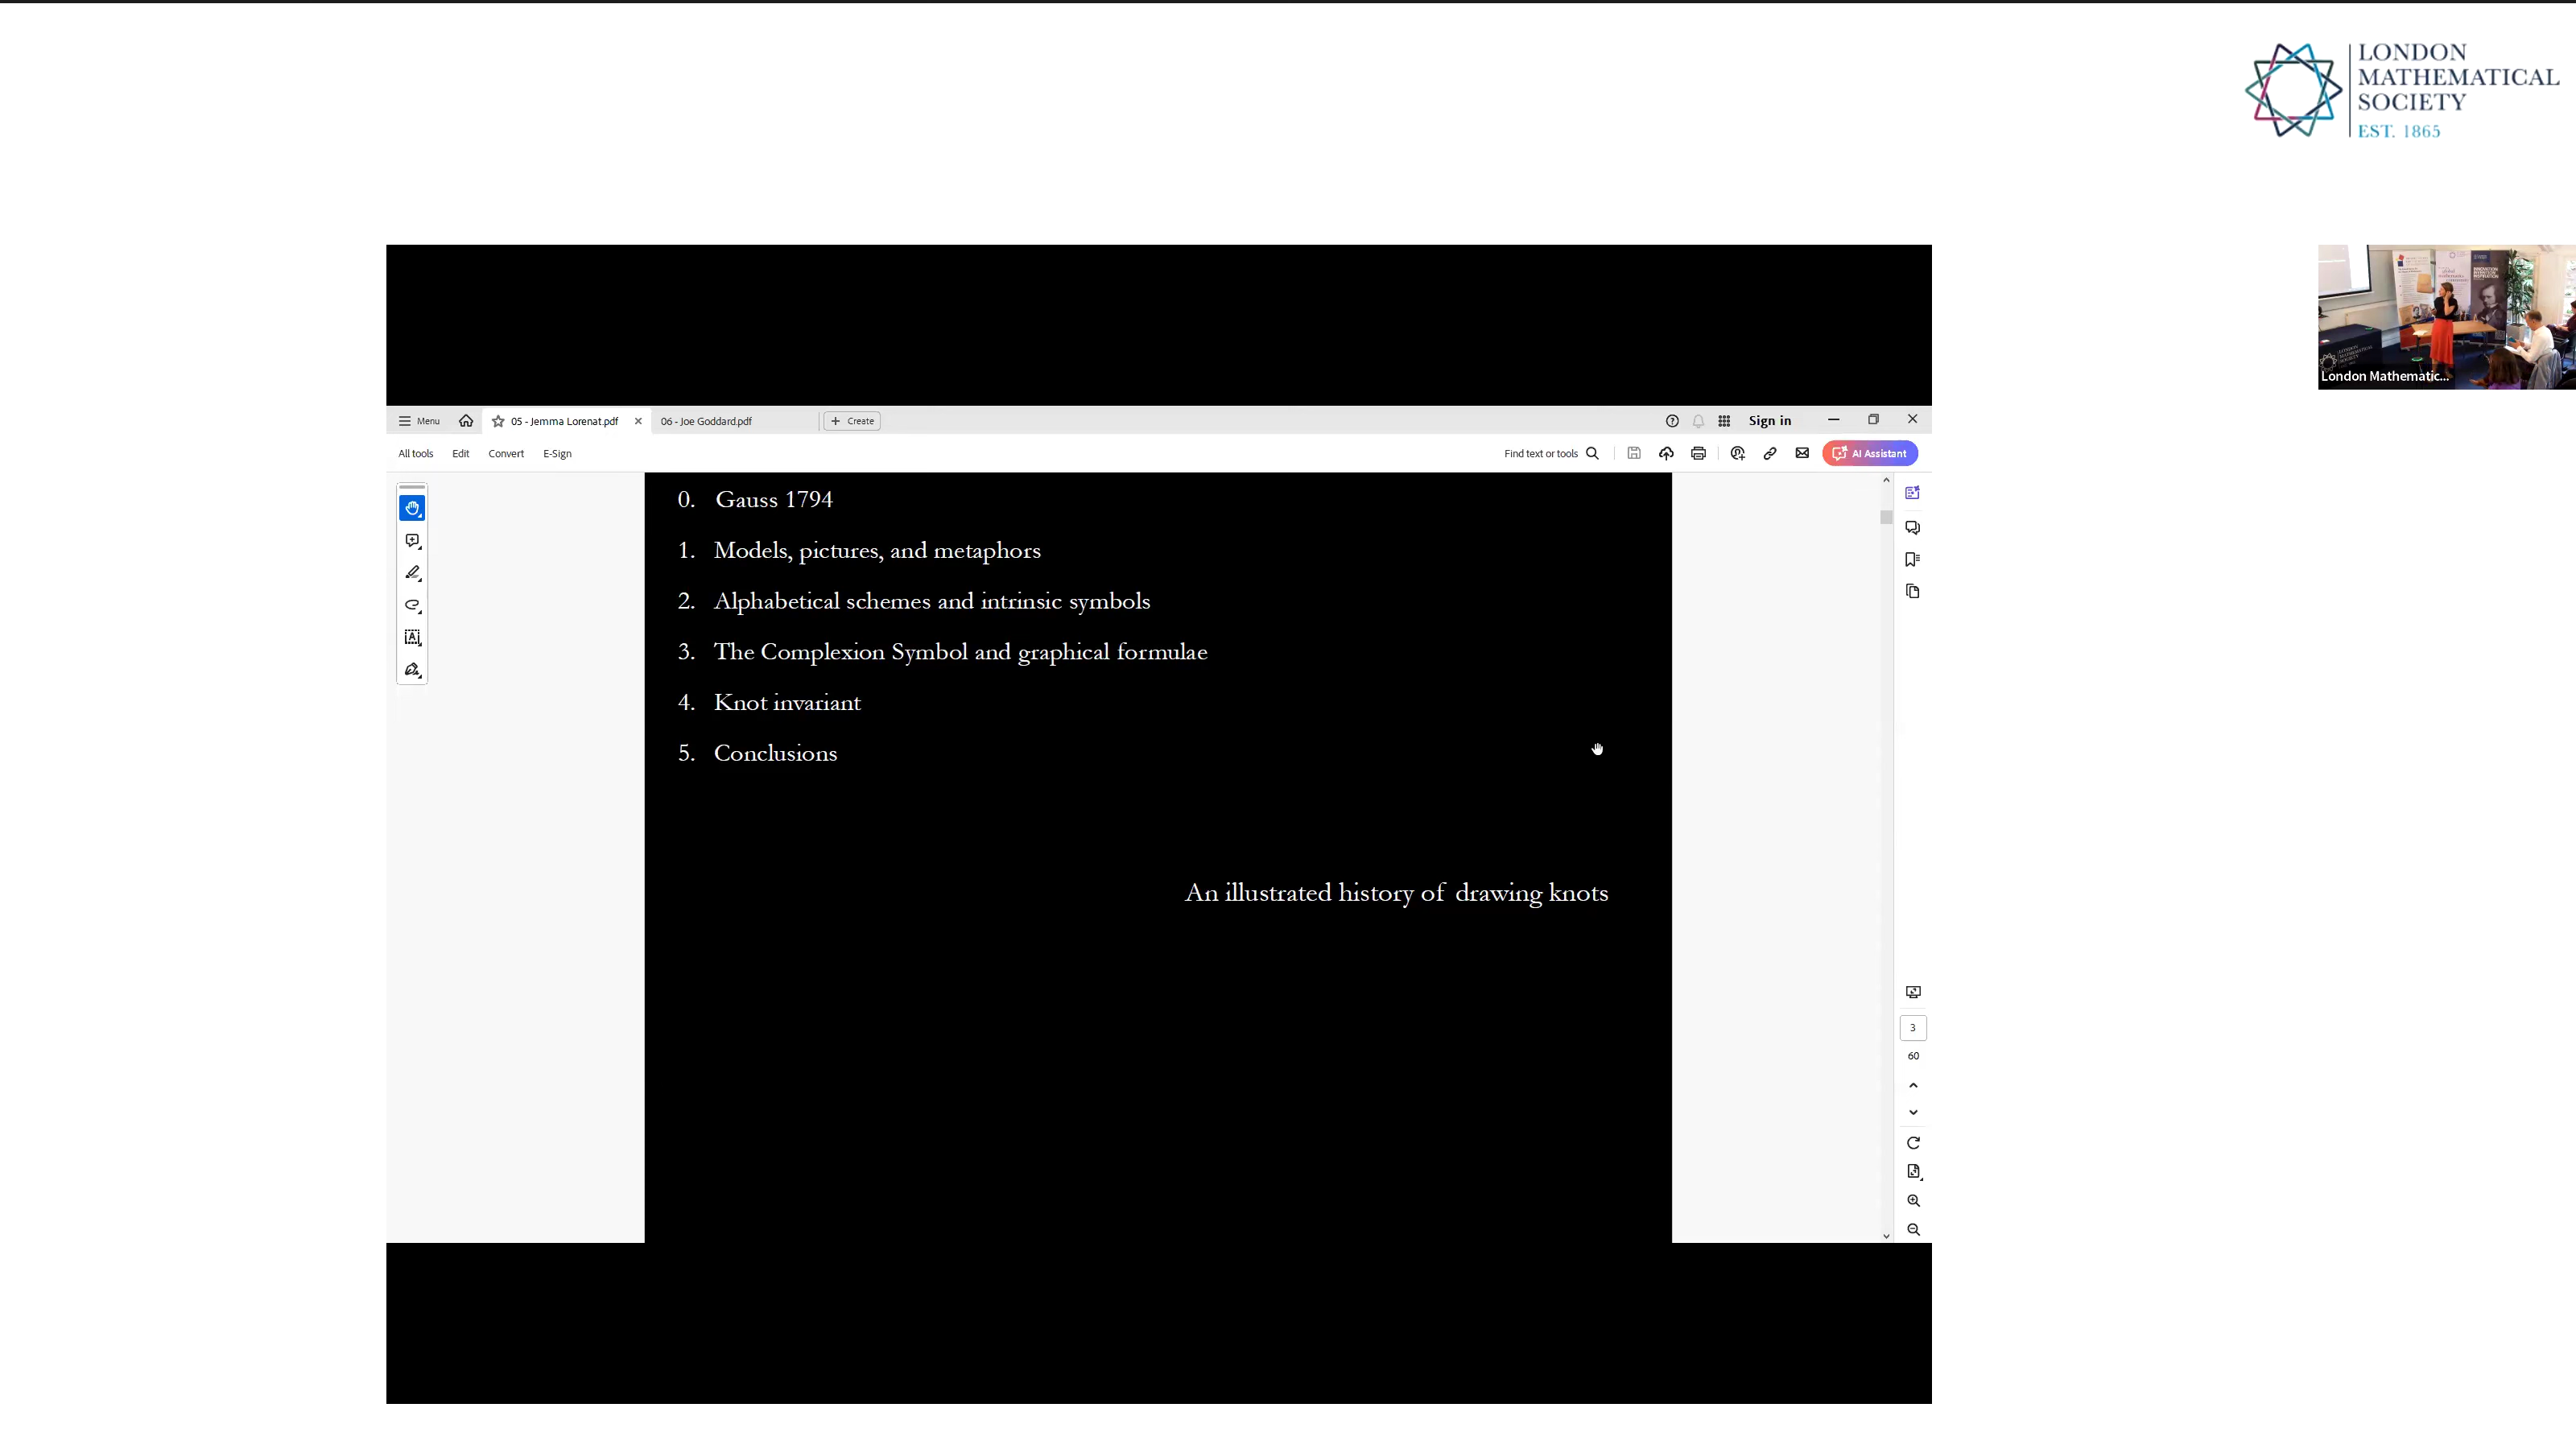 LONDON
MATHEMATICAL
SOCIETY
EST. 1865
London Mathematic...
Menu
05 - Jemma Lorenat.pdf
06 - Joe Goddard.pdf
Create
Sign in
All tools
Edit
Convert
E-Sign
Find text or tools
AI Assistant
0. Gauss 1794
1. Models, pictures, and metaphors
2. Alphabetical schemes and intrinsic symbols
3. The Complexion Symbol and graphical formulae
4. Knot invariant
5. Conclusions
An illustrated history of drawing knots
3
60